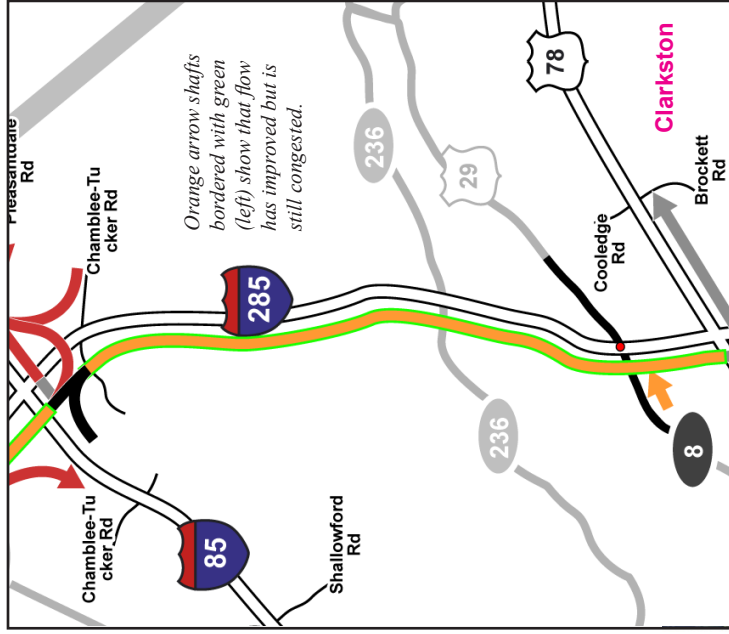 Pleasantdale
Rd
Chamblee-Tu
cker Rd
Orange arrow shafts
bordered with green
(left) show that flow
has improved but is
still congested.
236
29
78
Clarkston
Brockett
Rd
Cooledge
Rd
285
236
8
Chamblee-Tu
cker Rd
85
Shallowford
Rd